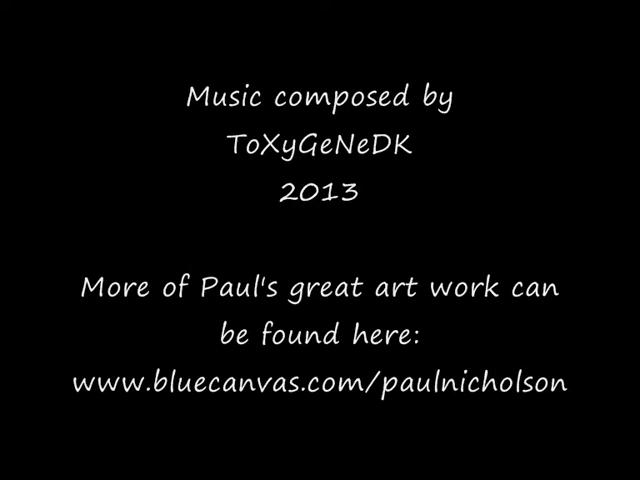 Music composed by
ToXyGeNeDK
2013
More of Paul's great art work can
be found here:
www.bluecanvas.com/paulnicholson